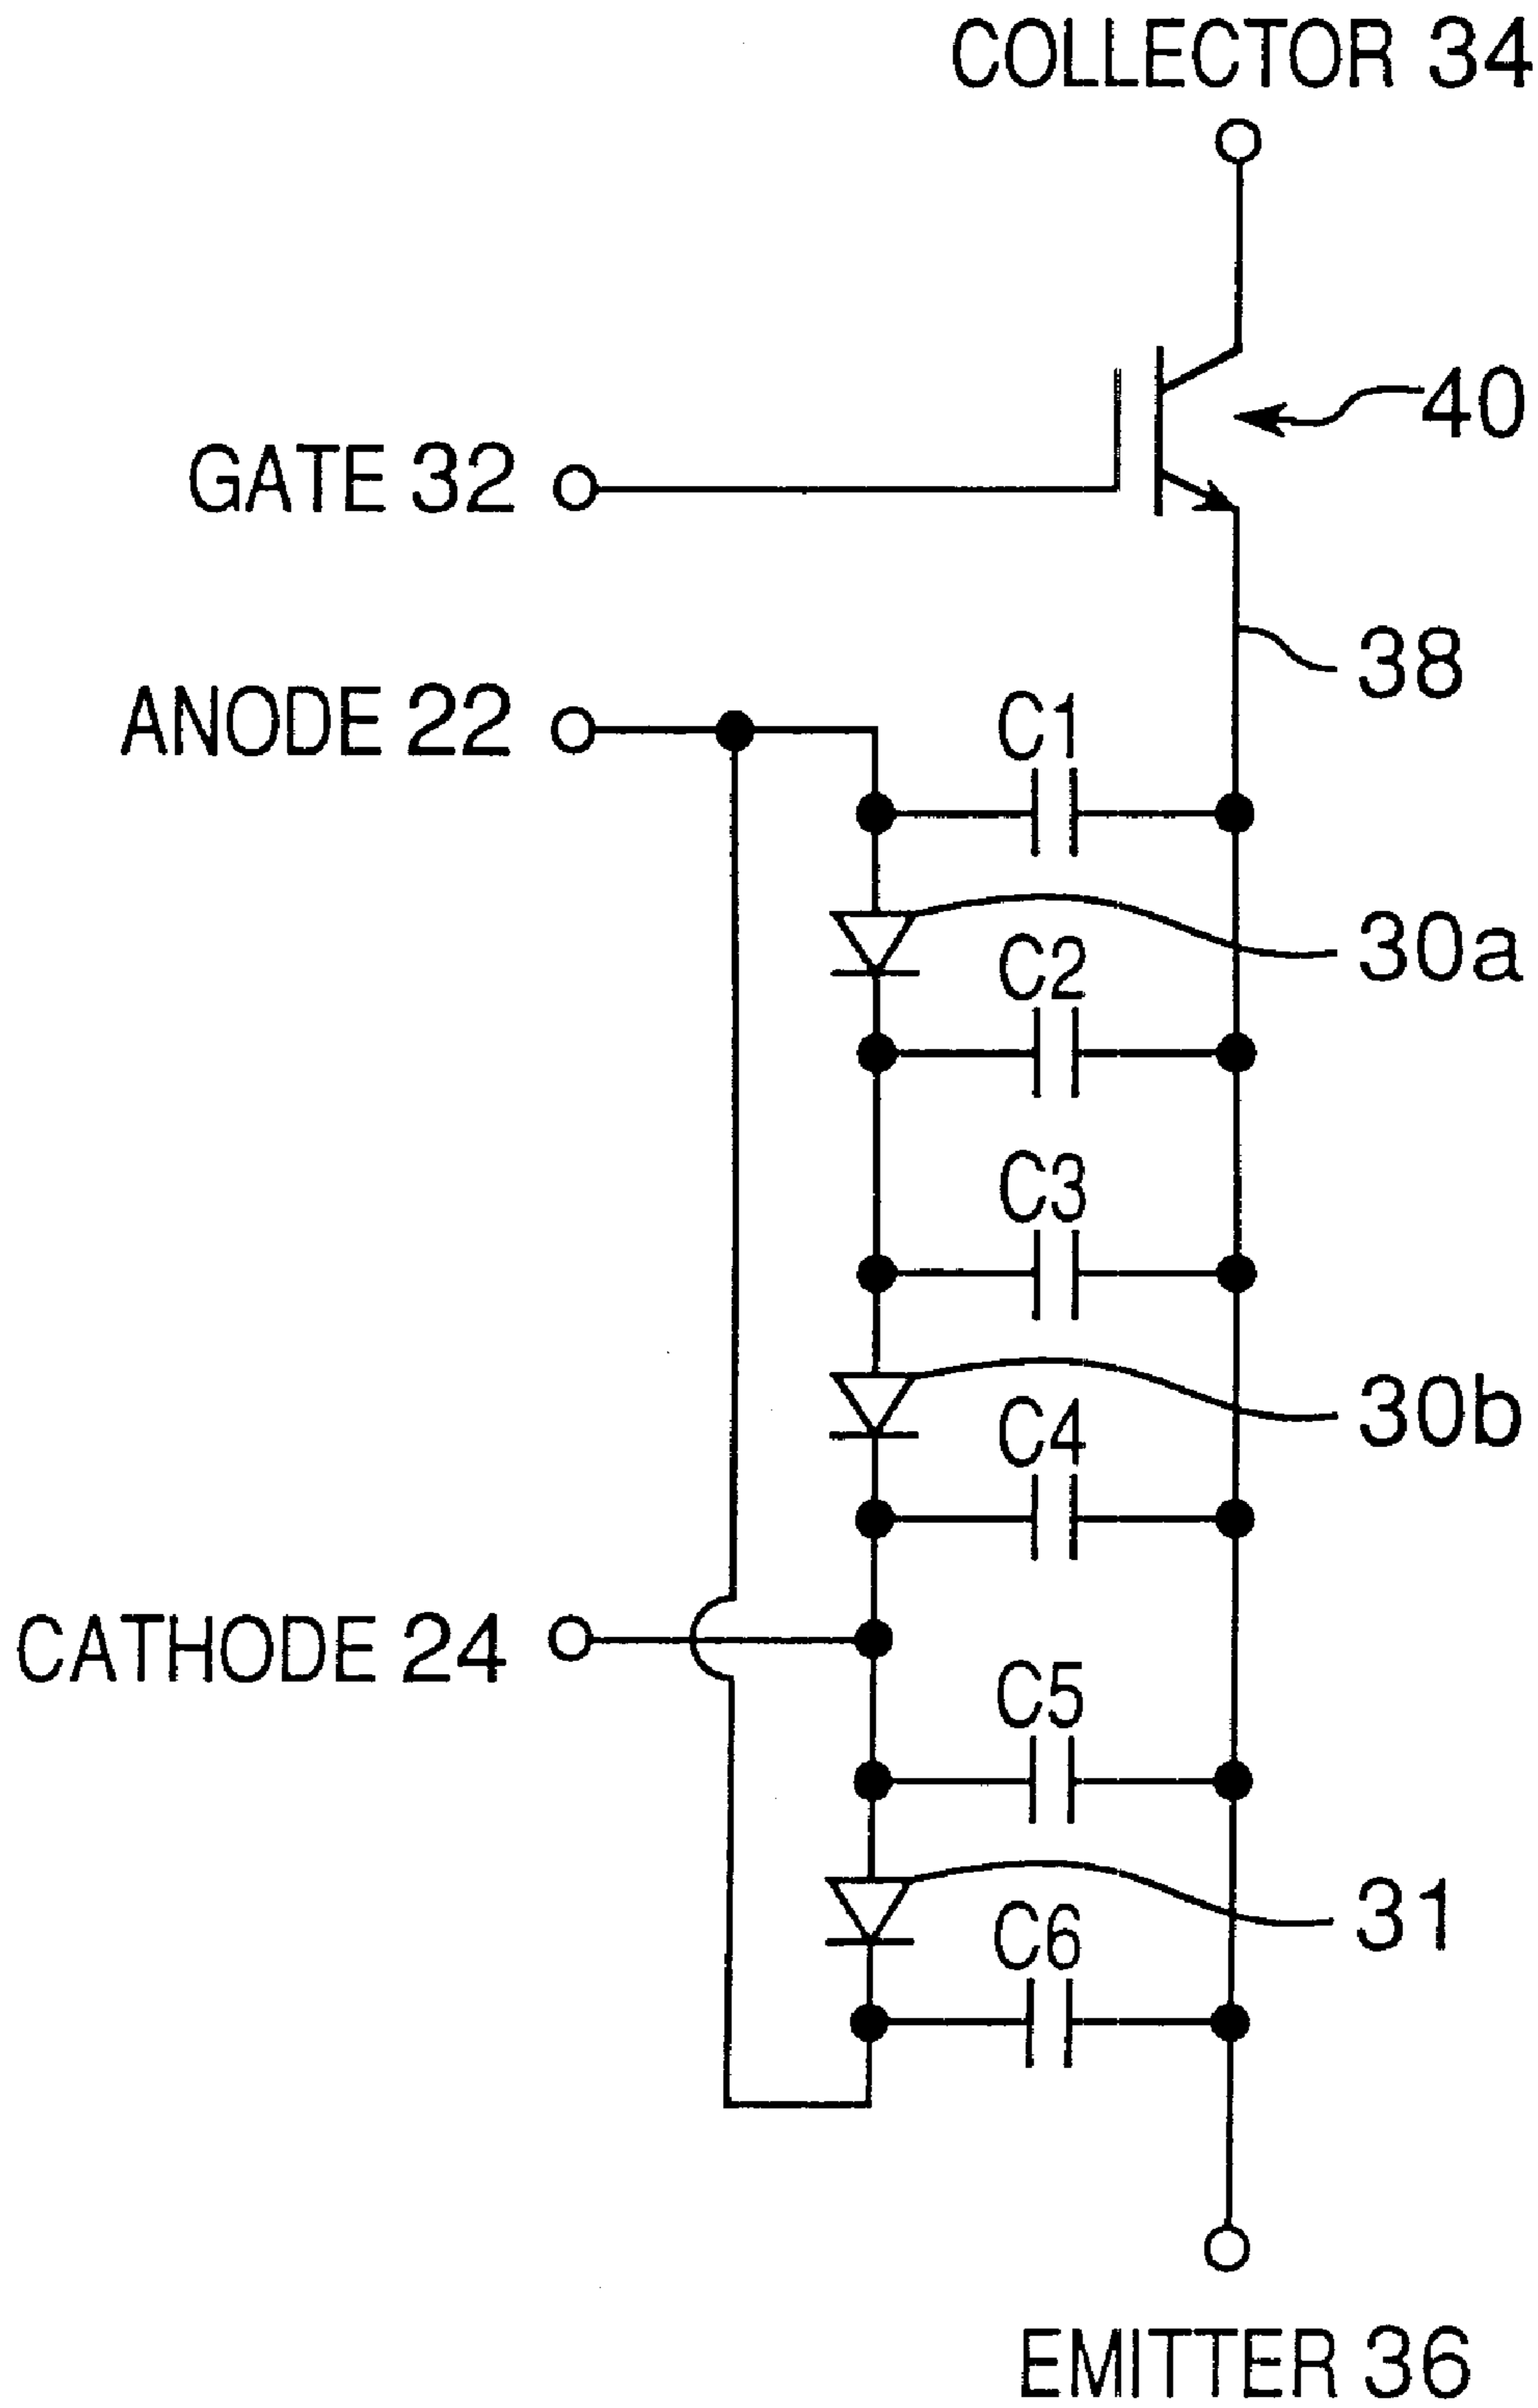 COLLECTOR 34
40
GATE 32
38
ANODE 22
C1
30a
C2
C3
30b
C4
CATHODE 24
C5
31
C6
EMITTER 36